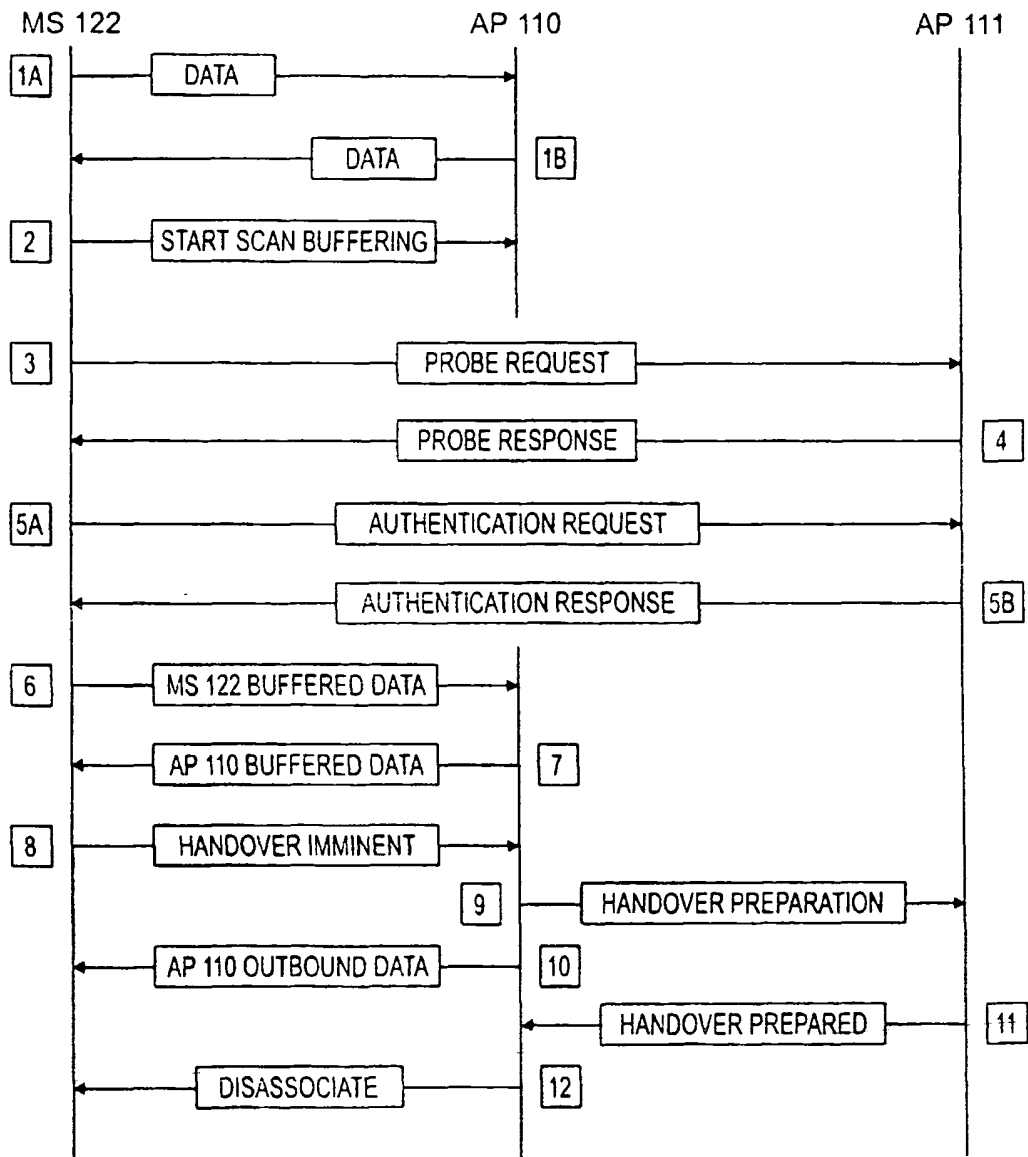 MS 122 AP 110 AP 111
1A DATA
DATA 1B
2 START SCAN BUFFERING
3 PROBE REQUEST
PROBE RESPONSE 4
5A AUTHENTICATION REQUEST
AUTHENTICATION RESPONSE 5B
6 MS 122 BUFFERED DATA
AP 110 BUFFERED DATA 7
8 HANDOVER IMMINENT
9 HANDOVER PREPARATION
AP 110 OUTBOUND DATA 10
HANDOVER PREPARED 11
DISASSOCIATE 12